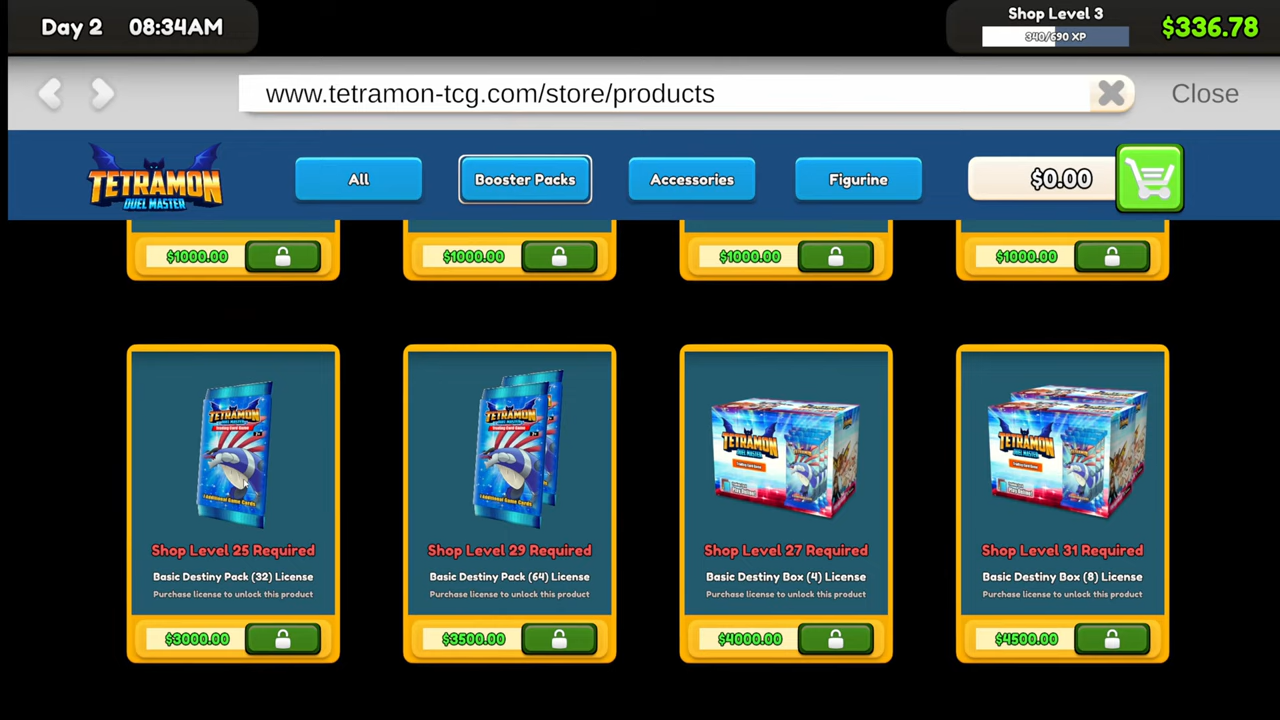 Day 2 08:34AM
Shop Level 3
340/690 XP
$336.78
www.tetramon-tcg.com/store/products
Close
TETRAMON
DUEL MASTER
All
Booster Packs
Accessories
Figurine
$0.00
$1000.00
$1000.00
$1000.00
$1000.00
TETRAMON
TETRAMON
TETRAMON
TETRAMON
Shop Level 25 Required
Shop Level 29 Required
Shop Level 27 Required
Shop Level 31 Required
Basic Destiny Pack (32) License
Basic Destiny Pack (64) License
Basic Destiny Box (4) License
Basic Destiny Box (8) License
Purchase license to unlock this product
Purchase license to unlock this product
Purchase license to unlock this product
Purchase license to unlock this product
$3000.00
$3500.00
$4000.00
$4500.00